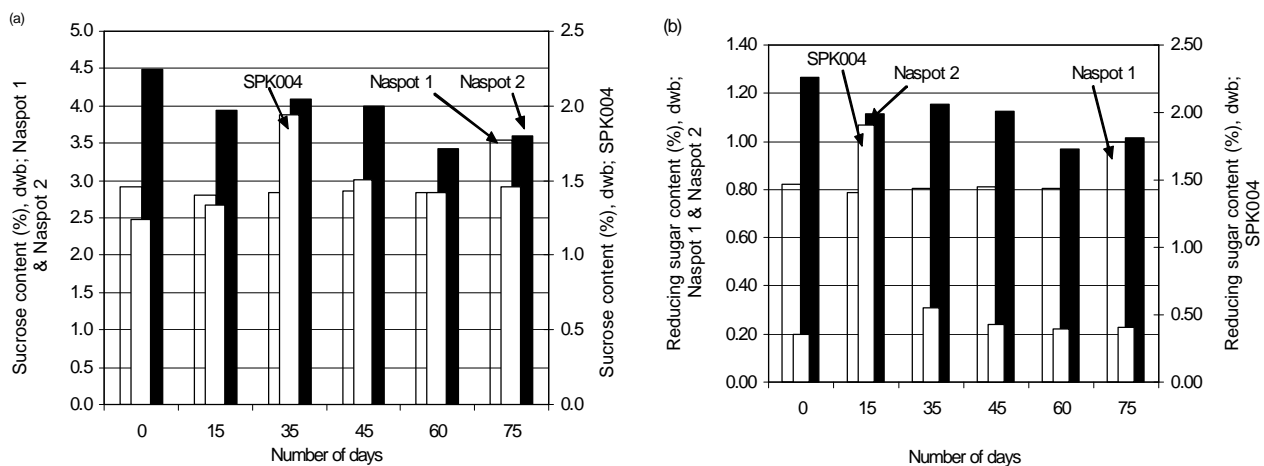 (a)
Sucrose content (%), dwb; Naspot 1
& Naspot 2
5.0
4.5
4.0
3.5
3.0
2.5
2.0
1.5
1.0
0.5
0.0
SPK004
Naspot 1
Naspot 2
2.5
2.0
1.5
1.0
0.5
0.0
Sucrose content (%), dwb; SPK004
0 15 35 45 60 75
Number of days
(b)
Reducing sugar content (%), dwb;
Naspot 1 & Naspot 2
1.40
1.20
1.00
0.80
0.60
0.40
0.20
0.00
SPK004
Naspot 2
Naspot 1
2.50
2.00
1.50
1.00
0.50
0.00
Reducing sugar content (%), dwb;
SPK004
0 15 35 45 60 75
Number of days